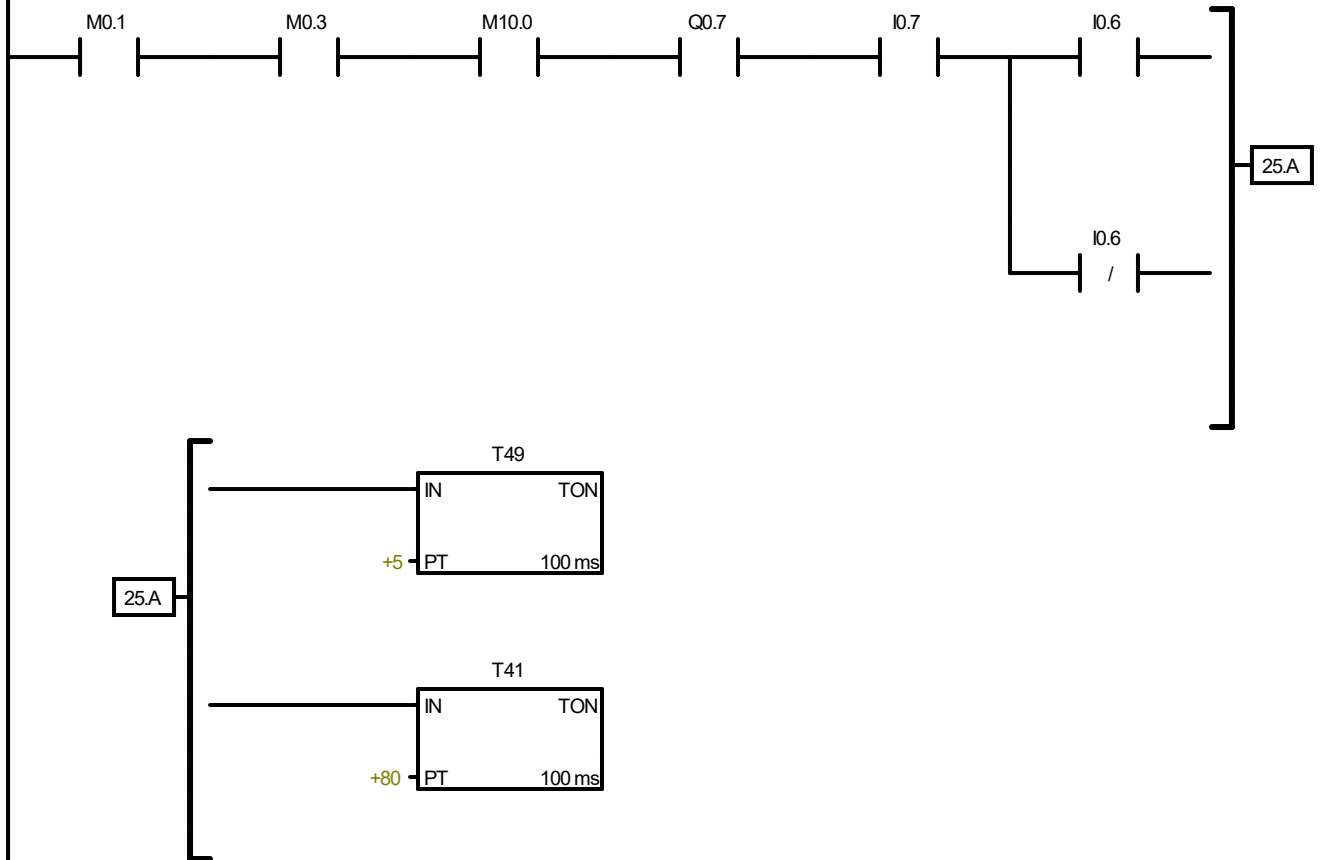 M0.1 M0.3 M10.0 Q0.7 I0.7 I0.6
25.A
I0.6
/
T49
IN TON
+5 PT 100 ms
25.A
T41
IN TON
+80 PT 100 ms